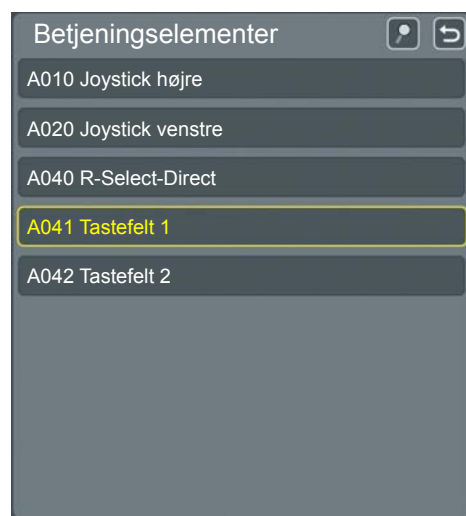 Betjeningselementer
A010 Joystick højre
A020 Joystick venstre
A040 R-Select-Direct
A041 Tastefelt 1
A042 Tastefelt 2